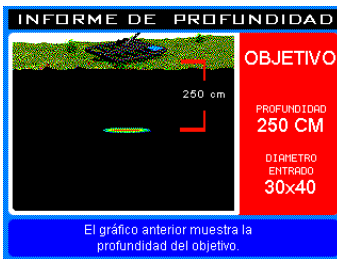 INFORME DE PROFUNDIDAD
250 cm
OBJETIVO
PROFUNDIDAD
250 CM
DIAMETRO
ENTRADO
30x40
El gráfico anterior muestra la
profundidad del objetivo.